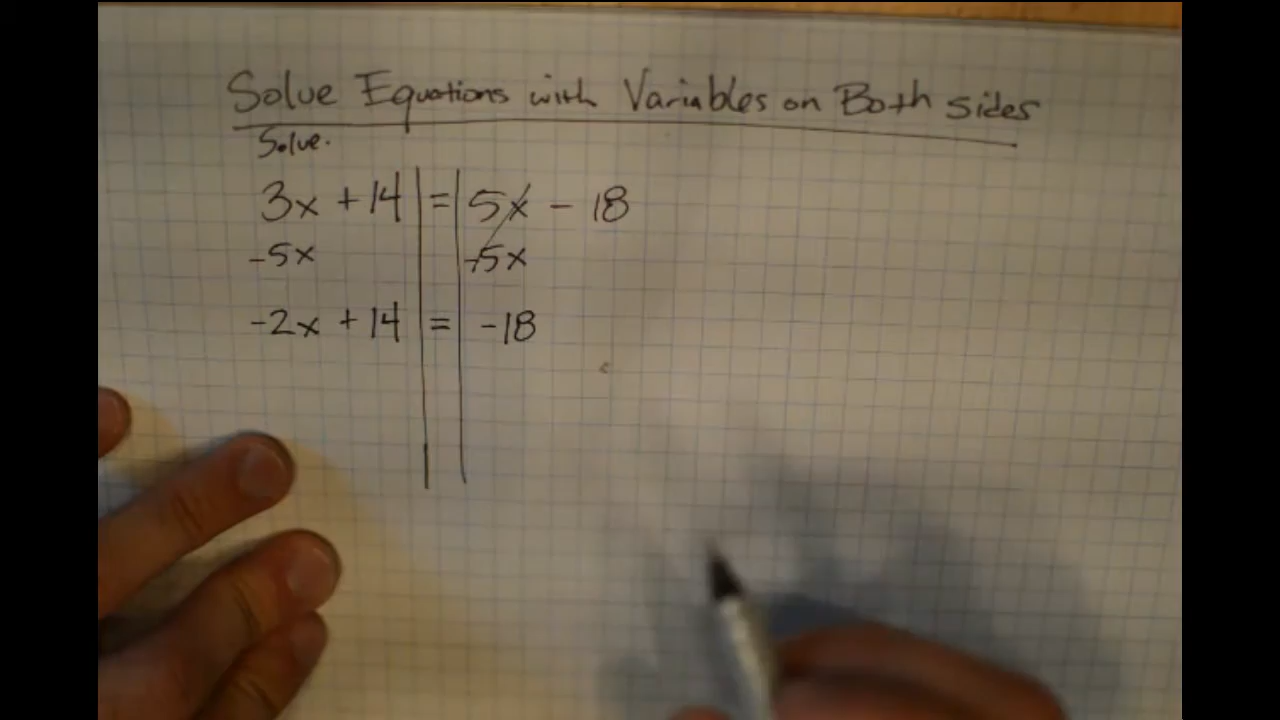 Solve Equations with Variables on Both sides
Solve.
3x + 14 = 5x - 18
-5x -5x
-2x + 14 = -18